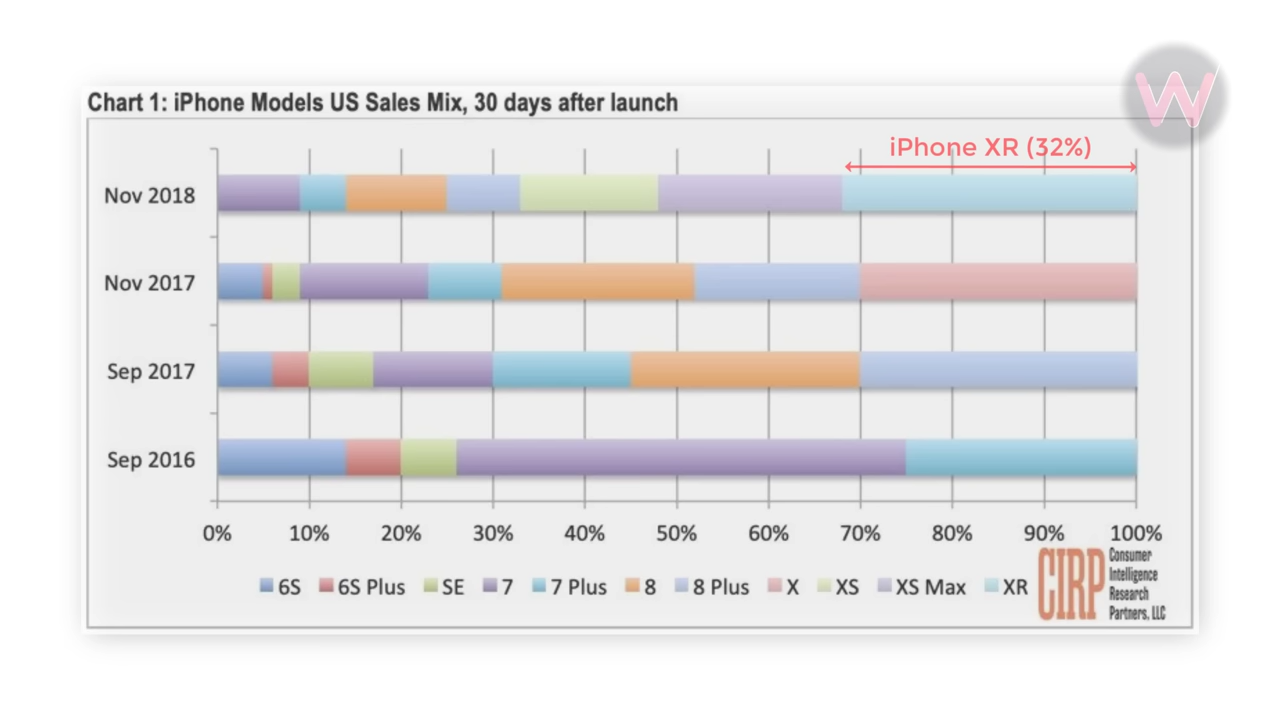 Chart 1: iPhone Models US Sales Mix, 30 days after launch
W
iPhone XR (32%)
Nov 2018
Nov 2017
Sep 2017
Sep 2016
0% 10% 20% 30% 40% 50% 60% 70% 80% 90% 100%
6S 6S Plus SE 7 7 Plus 8 8 Plus X XS XS Max XR
CIRP
Consumer
Intelligence
Research
Partners, LLC